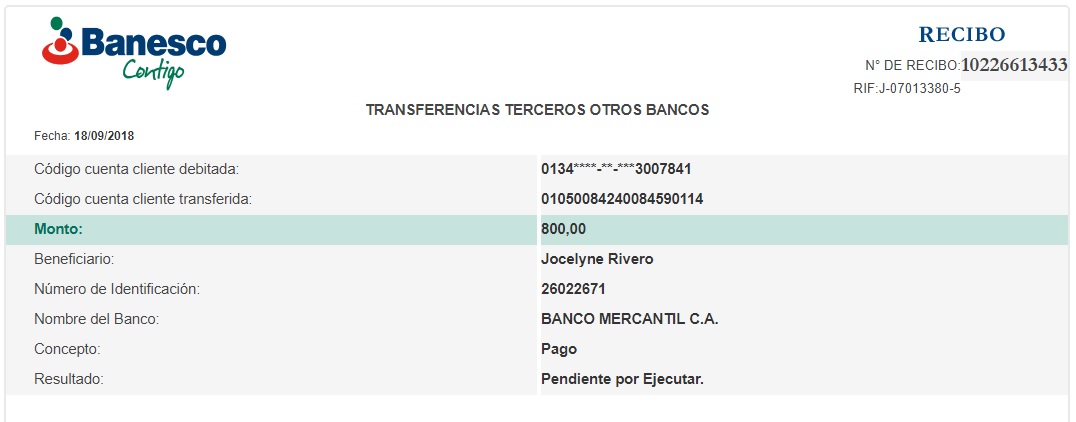 Banesco
Contigo
RECIBO
N° DE RECIBO:10226613433
RIF:J-07013380-5
TRANSFERENCIAS TERCEROS OTROS BANCOS
Fecha: 18/09/2018
Código cuenta cliente debitada: 0134****-**-***3007841
Código cuenta cliente transferida: 01050084240084590114
Monto: 800,00
Beneficiario: Jocelyne Rivero
Número de Identificación: 26022671
Nombre del Banco: BANCO MERCANTIL C.A.
Concepto: Pago
Resultado: Pendiente por Ejecutar.